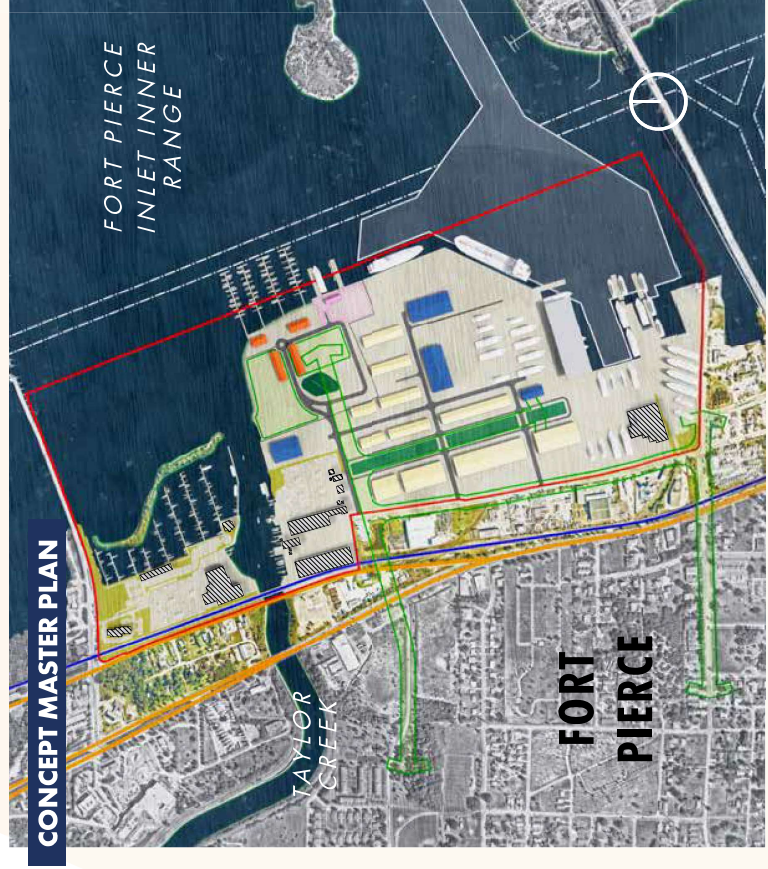 CONCEPT MASTER PLAN
FORT PIERCE
INLET INNER
RANGE
TAYLOR
CREEK
FORT
PIERCE